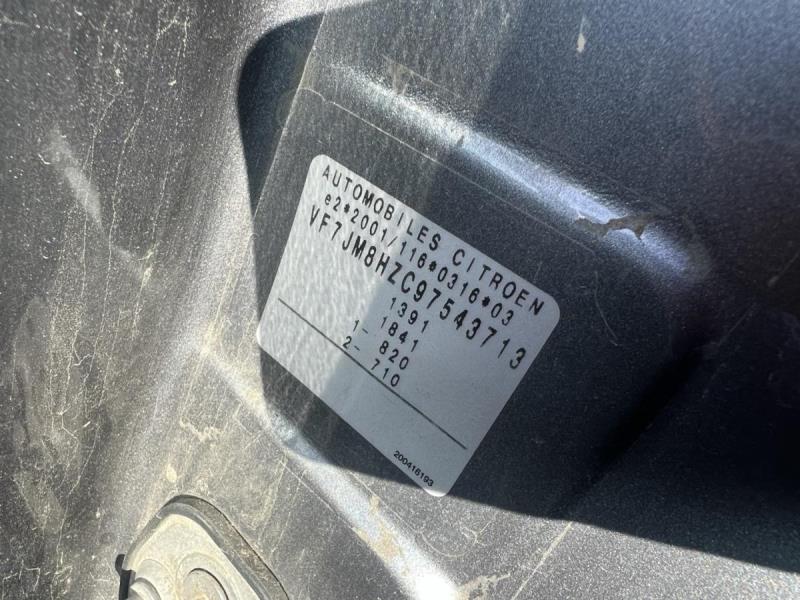 AUTOMOBILES CITROEN
e2*2001/116*0316*03
VF7JM8HZC97543713
1391
1841
1- 820
2- 710
200416193